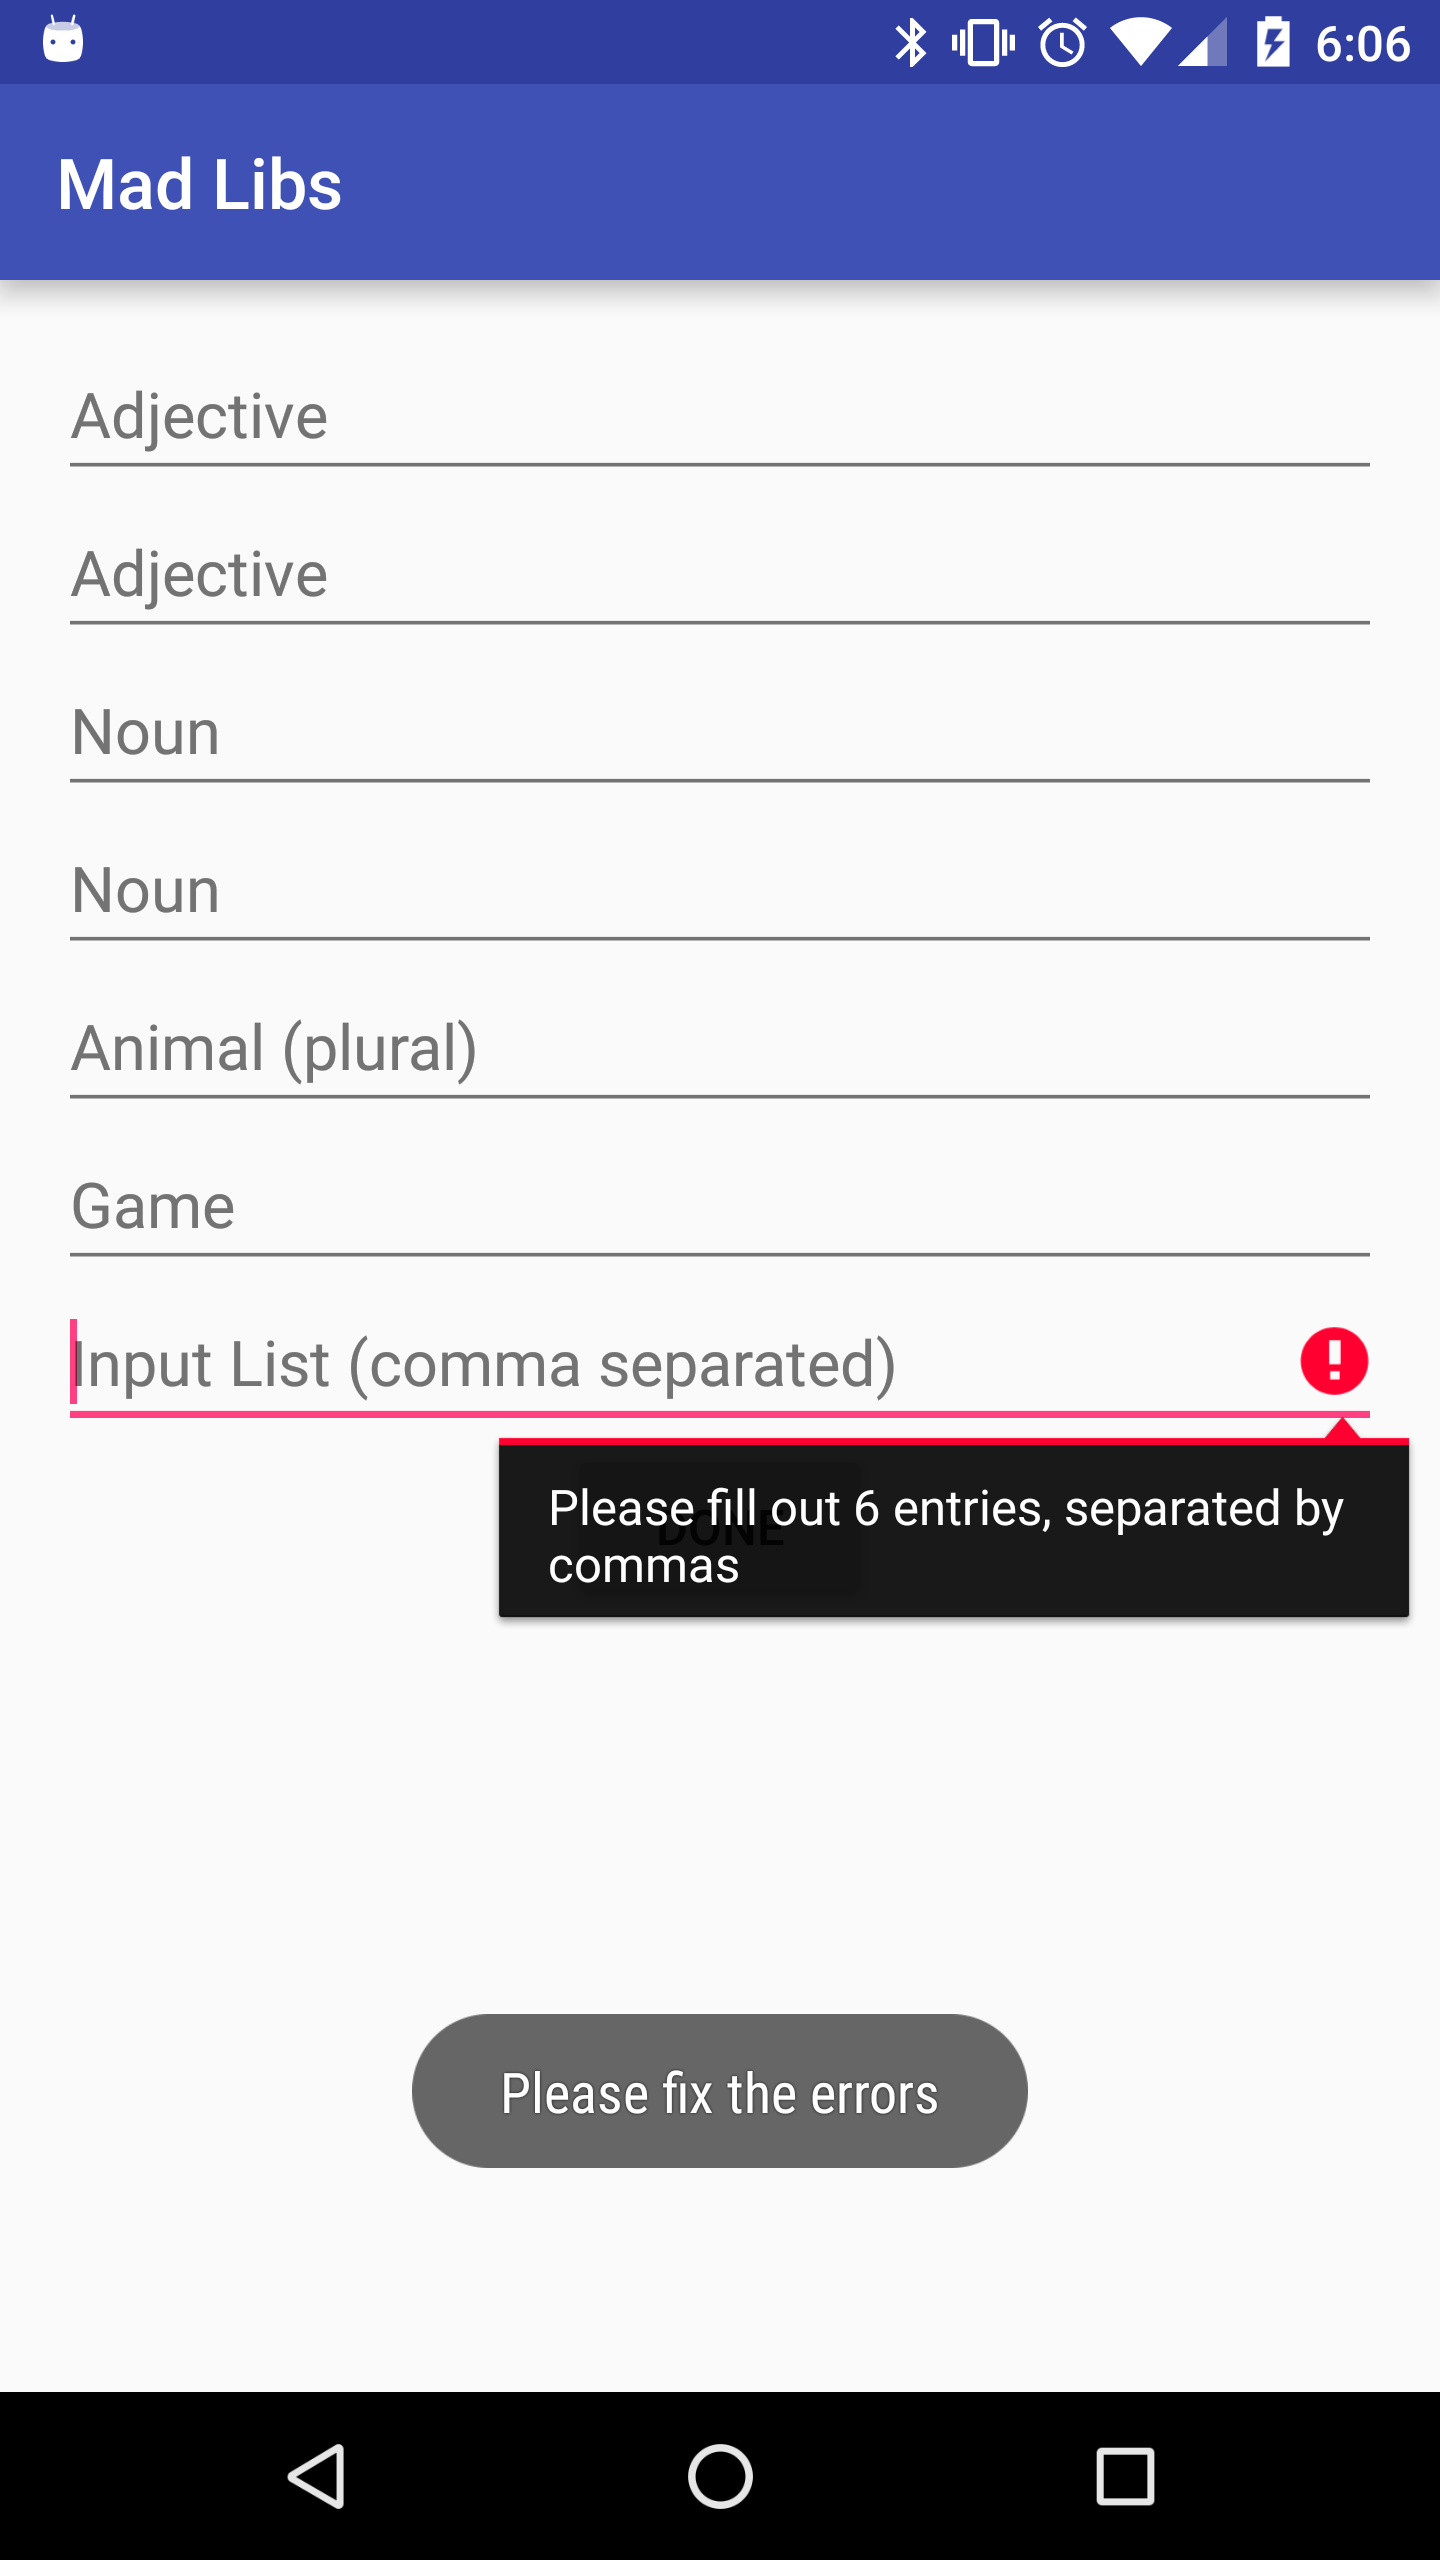 6:06
Mad Libs
Adjective
Adjective
Noun
Noun
Animal (plural)
Game
Input List (comma separated)
Please fill out 6 entries, separated by
DONE
commas
Please fix the errors